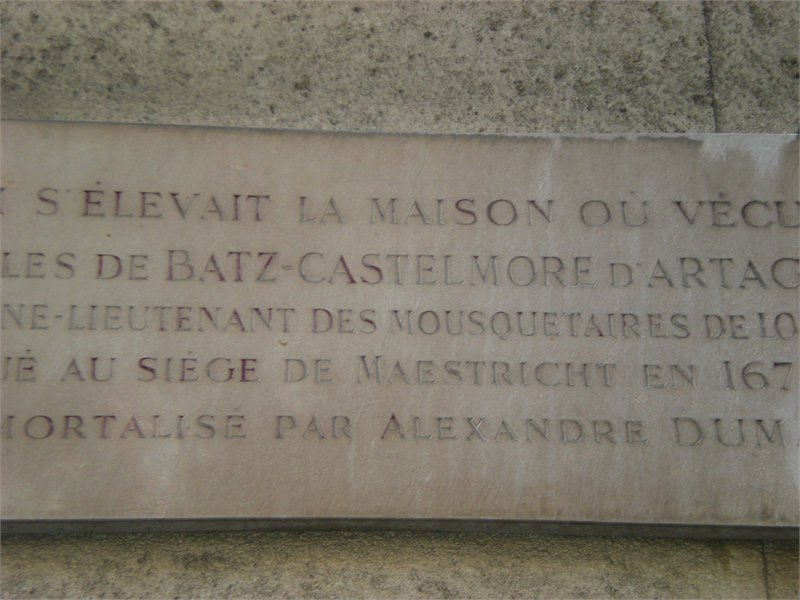 I S'ÉLEVAIT LA MAISON OÙ VÉCU
LES DE BATZ-CASTELMORE D'ARTAG
NE-LIEUTENANT DES MOUSQUETAIRES DE LO
UÉ AU SIÈGE DE MAESTRICHT EN 167
MORTALISÉ PAR ALEXANDRE DUMA